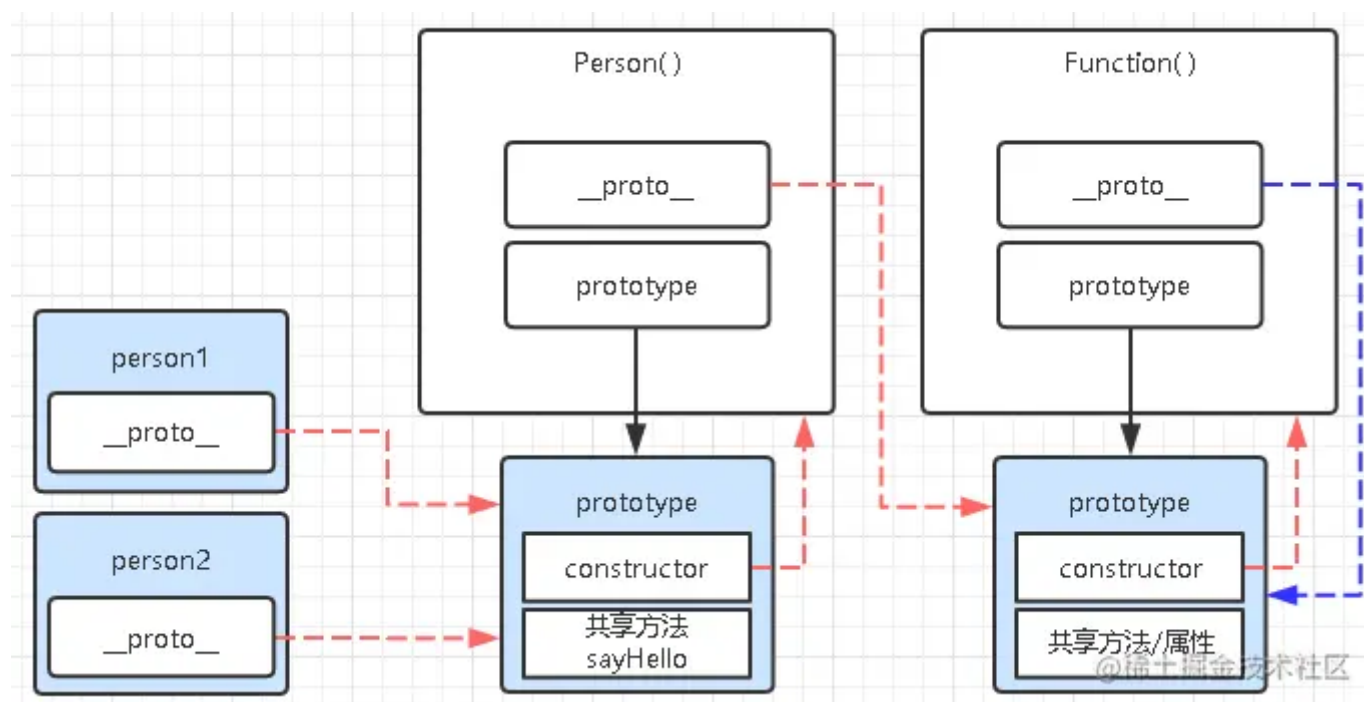 Person( )
__proto__
prototype
Function( )
__proto__
prototype
person1
__proto__
person2
__proto__
prototype
constructor
共享方法
sayHello
prototype
constructor
共享方法/属性
@稀土掘金技术社区